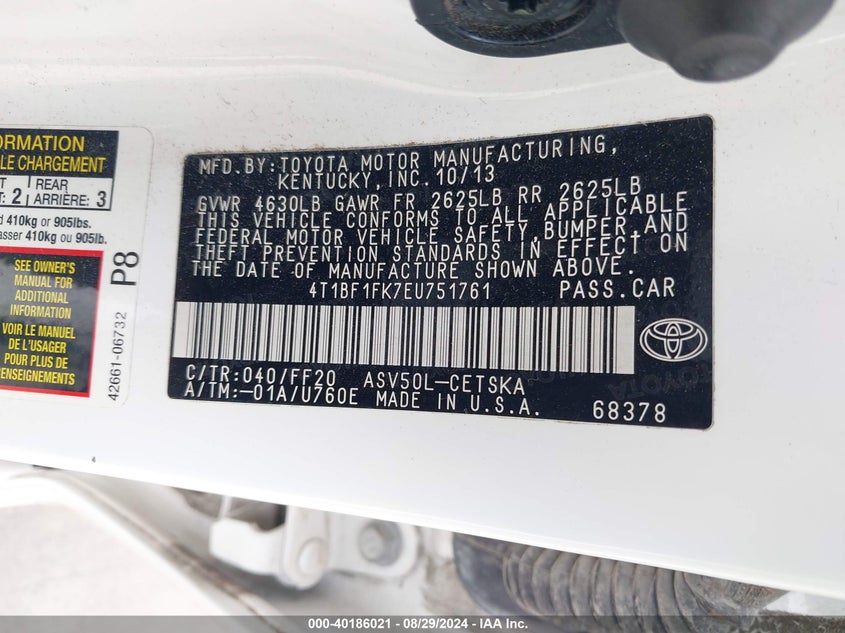 ORMATION
LE CHARGEMENT
T REAR
: 2 ARRIÈRE: 3
d 410kg or 905lbs.
asser 410kg ou 905lb.
SEE OWNER'S
MANUAL FOR
ADDITIONAL
INFORMATION
VOIR LE MANUEL
DE L'USAGER
POUR PLUS DE
RENSEIGNEMENTS
P8
42661-06732
MFD.BY:TOYOTA MOTOR MANUFACTURING,
KENTUCKY,INC.10/13
GVWR 4630LB GAWR FR 2625LB RR 2625LB
THIS VEHICLE CONFORMS TO ALL APPLICABLE
FEDERAL MOTOR VEHICLE SAFETY,BUMPER,AND
THEFT PREVENTION STANDARDS IN EFFECT ON
THE DATE OF MANUFACTURE SHOWN ABOVE.
4T1BF1FK7EU751761 PASS.CAR
C/TR:040/FF20 ASV50L-CETSKA
A/TM:-01A/U760E MADE IN U.S.A.
68378
000-40186021 - 08/29/2024 - IAA Inc.